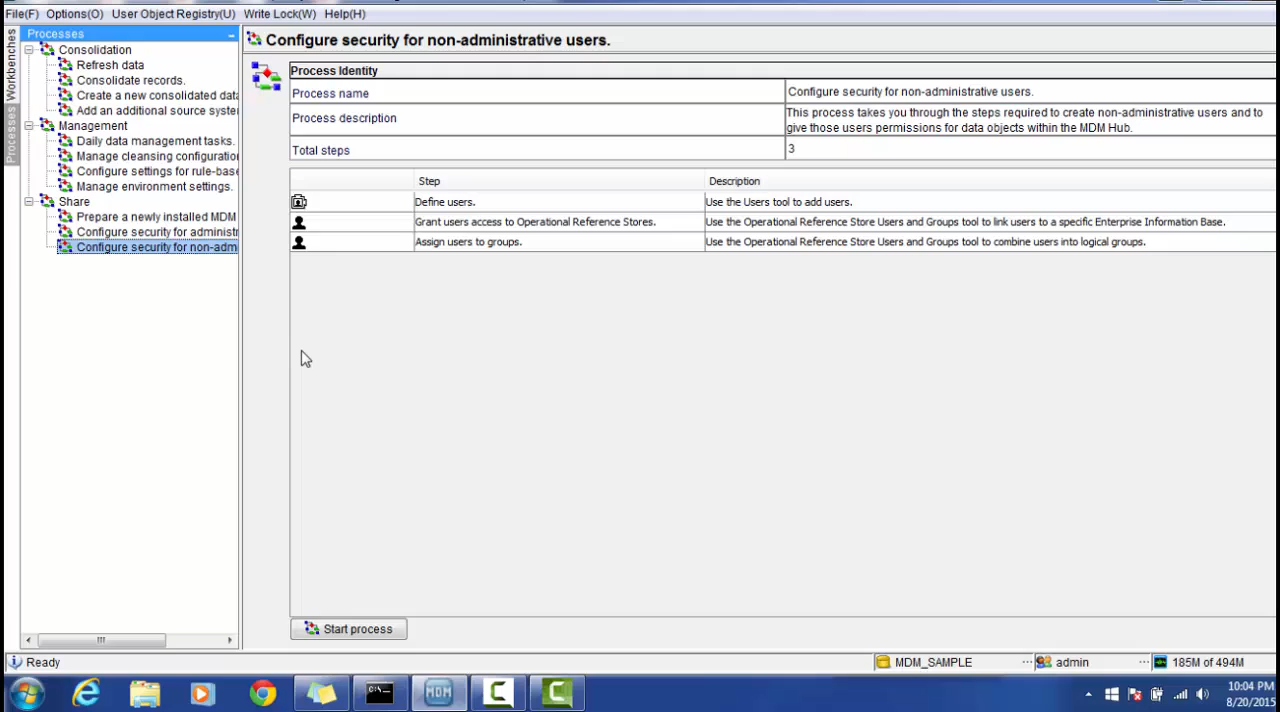 File(F) Options(O) User Object Registry(U) Write Lock(W) Help(H)
Workbenches
Processes
Processes
Consolidation
Refresh data
Consolidate records.
Create a new consolidated data
Add an additional source syste
Management
Daily data management tasks.
Manage cleansing configuration
Configure settings for rule-base
Manage environment settings.
Share
Prepare a newly installed MDM
Configure security for administr
Configure security for non-adm
Configure security for non-administrative users.
Process Identity
Process name Configure security for non-administrative users.
Process description This process takes you through the steps required to create non-administrative users and to
give those users permissions for data objects within the MDM Hub.
Total steps 3
Step Description
Define users. Use the Users tool to add users.
Grant users access to Operational Reference Stores. Use the Operational Reference Store Users and Groups tool to link users to a specific Enterprise Information Base.
Assign users to groups. Use the Operational Reference Store Users and Groups tool to combine users into logical groups.
Start process
Ready MDM_SAMPLE ... admin ... 185M of 494M
C:\. MDM C C
10:04 PM
8/20/2015